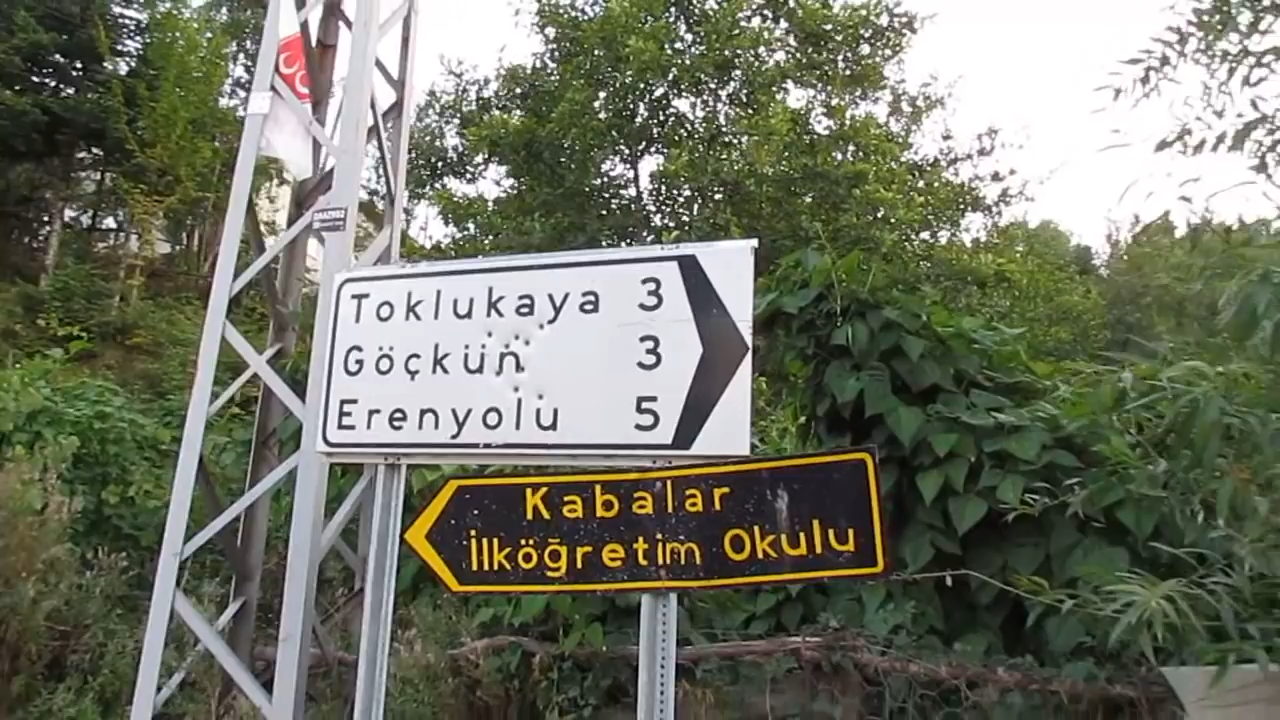 Toklukaya 3
Göçkün 3
Erenyolu 5
Kabalar
İlköğretim Okulu